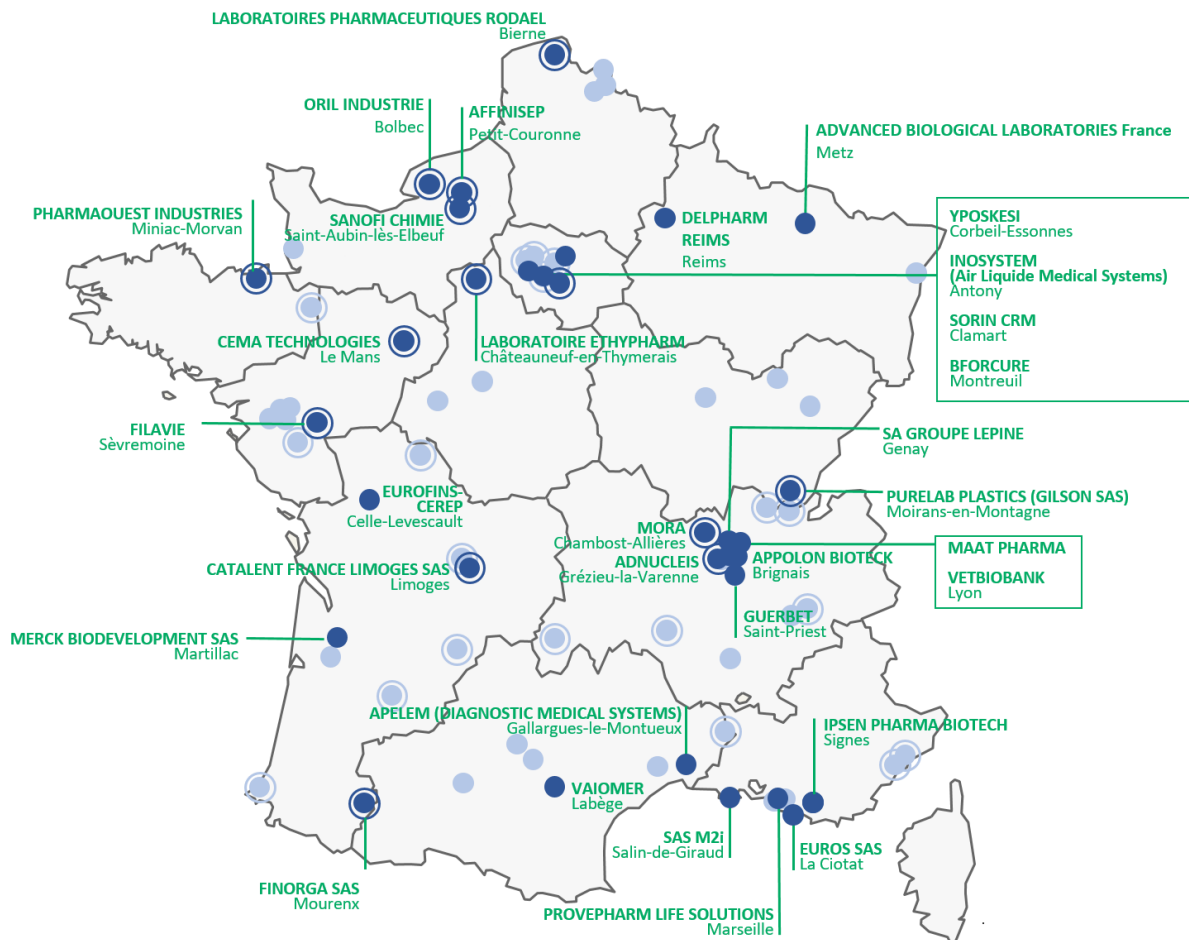 LABORATOIRES PHARMACEUTIQUES RODAEL
Bierne
ORIL INDUSTRIE
Bolbec
AFFINISEP
Petit-Couronne
ADVANCED BIOLOGICAL LABORATORIES France
Metz
PHARMAOUEST INDUSTRIES
Miniac-Morvan
SANOFI CHIMIE
Saint-Aubin-lès-Elbeuf
DELPHARM
REIMS
Reims
YPOSKESI
Corbeil-Essonnes
INOSYSTEM
(Air Liquide Medical Systems)
Antony
SORIN CRM
Clamart
BFORCURE
Montreuil
CEMA TECHNOLOGIES
Le Mans
LABORATOIRE ETHYPHARM
Châteauneuf-en-Thymerais
FILAVIE
Sèvremoine
SA GROUPE LEPINE
Genay
EUROFINS-
CEREP
Celle-Levescault
PURELAB PLASTICS (GILSON SAS)
Moirans-en-Montagne
MORA
Chambost-Allières
ADNUCLEIS
Grézieu-la-Varenne
APPOLON BIOTECK
Brignais
MAAT PHARMA
VETBIOBANK
Lyon
CATALENT FRANCE LIMOGES SAS
Limoges
GUERBET
Saint-Priest
MERCK BIODEVELOPMENT SAS
Martillac
APELEM (DIAGNOSTIC MEDICAL SYSTEMS)
Gallargues-le-Montueux
IPSEN PHARMA BIOTECH
Signes
VAIOMER
Labège
SAS M2i
Salin-de-Giraud
EUROS SAS
La Ciotat
FINORGA SAS
Mourenx
PROVEPHARM LIFE SOLUTIONS
Marseille